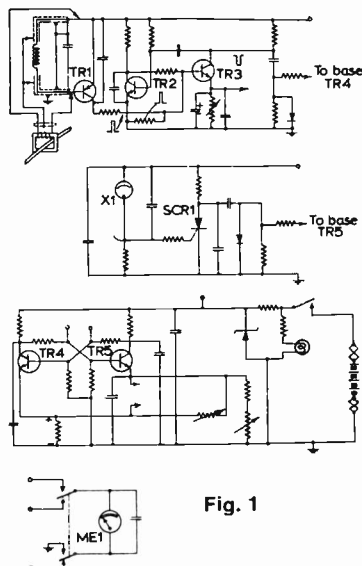 TR1
TR2
TR3
To base
TR4
X1
SCR1
To base
TR5
TR4
TR5
Fig. 1
ME1